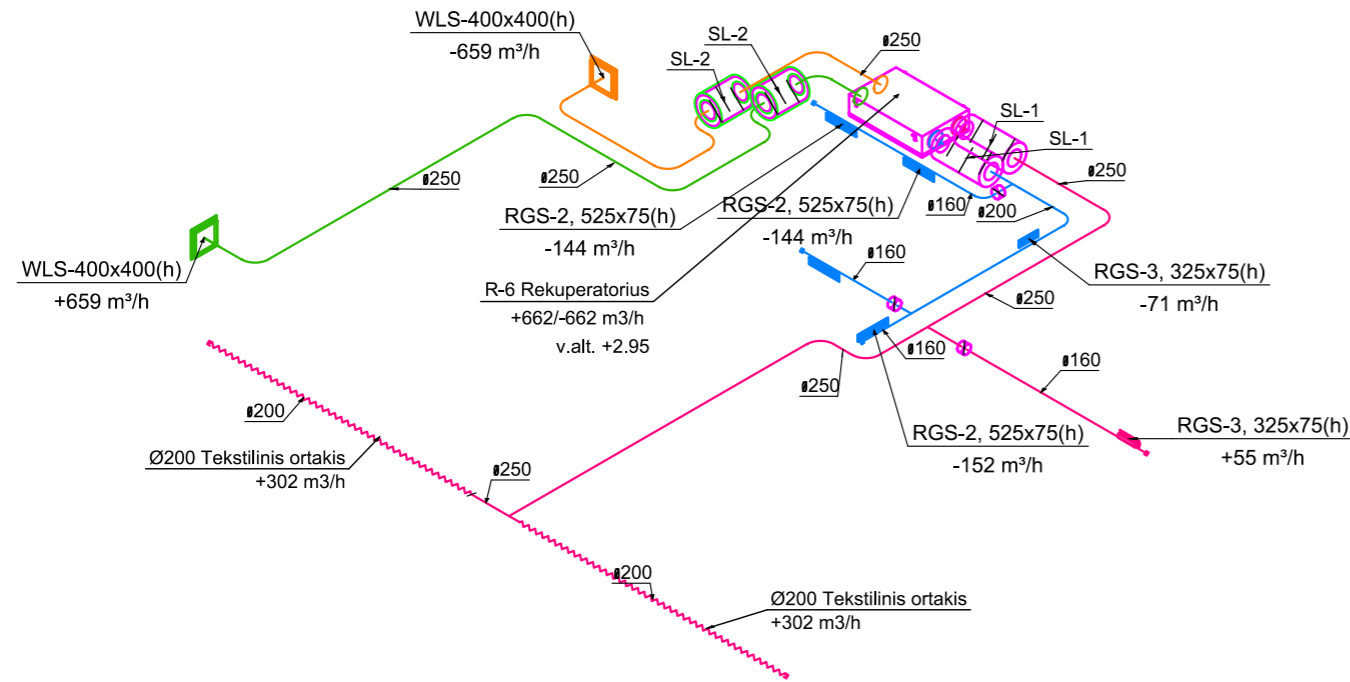 WLS-400x400(h)
-659 m³/h
SL-2
SL-2
ø250
SL-1
SL-1
ø250
ø250
ø250
RGS-2, 525x75(h)
-144 m³/h
RGS-2, 525x75(h)
-144 m³/h
ø160
ø200
WLS-400x400(h)
+659 m³/h
R-6 Rekuperatorius
+662/-662 m3/h
v.alt. +2.95
ø160
RGS-3, 325x75(h)
-71 m³/h
ø250
ø160
ø160
ø250
RGS-2, 525x75(h)
-152 m³/h
RGS-3, 325x75(h)
+55 m³/h
ø200
Ø200 Tekstilinis ortakis
+302 m3/h
ø250
ø200
Ø200 Tekstilinis ortakis
+302 m3/h